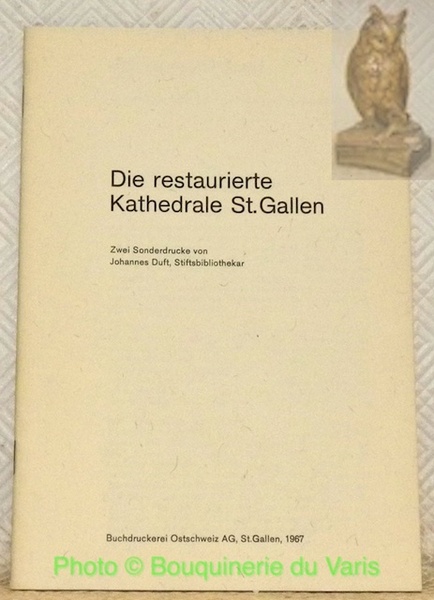 Die restaurierte
Kathedrale St.Gallen
Zwei Sonderdrucke von
Johannes Duft, Stiftsbibliothekar
Buchdruckerei Ostschweiz AG, St.Gallen, 1967
Photo © Bouquinerie du Varis